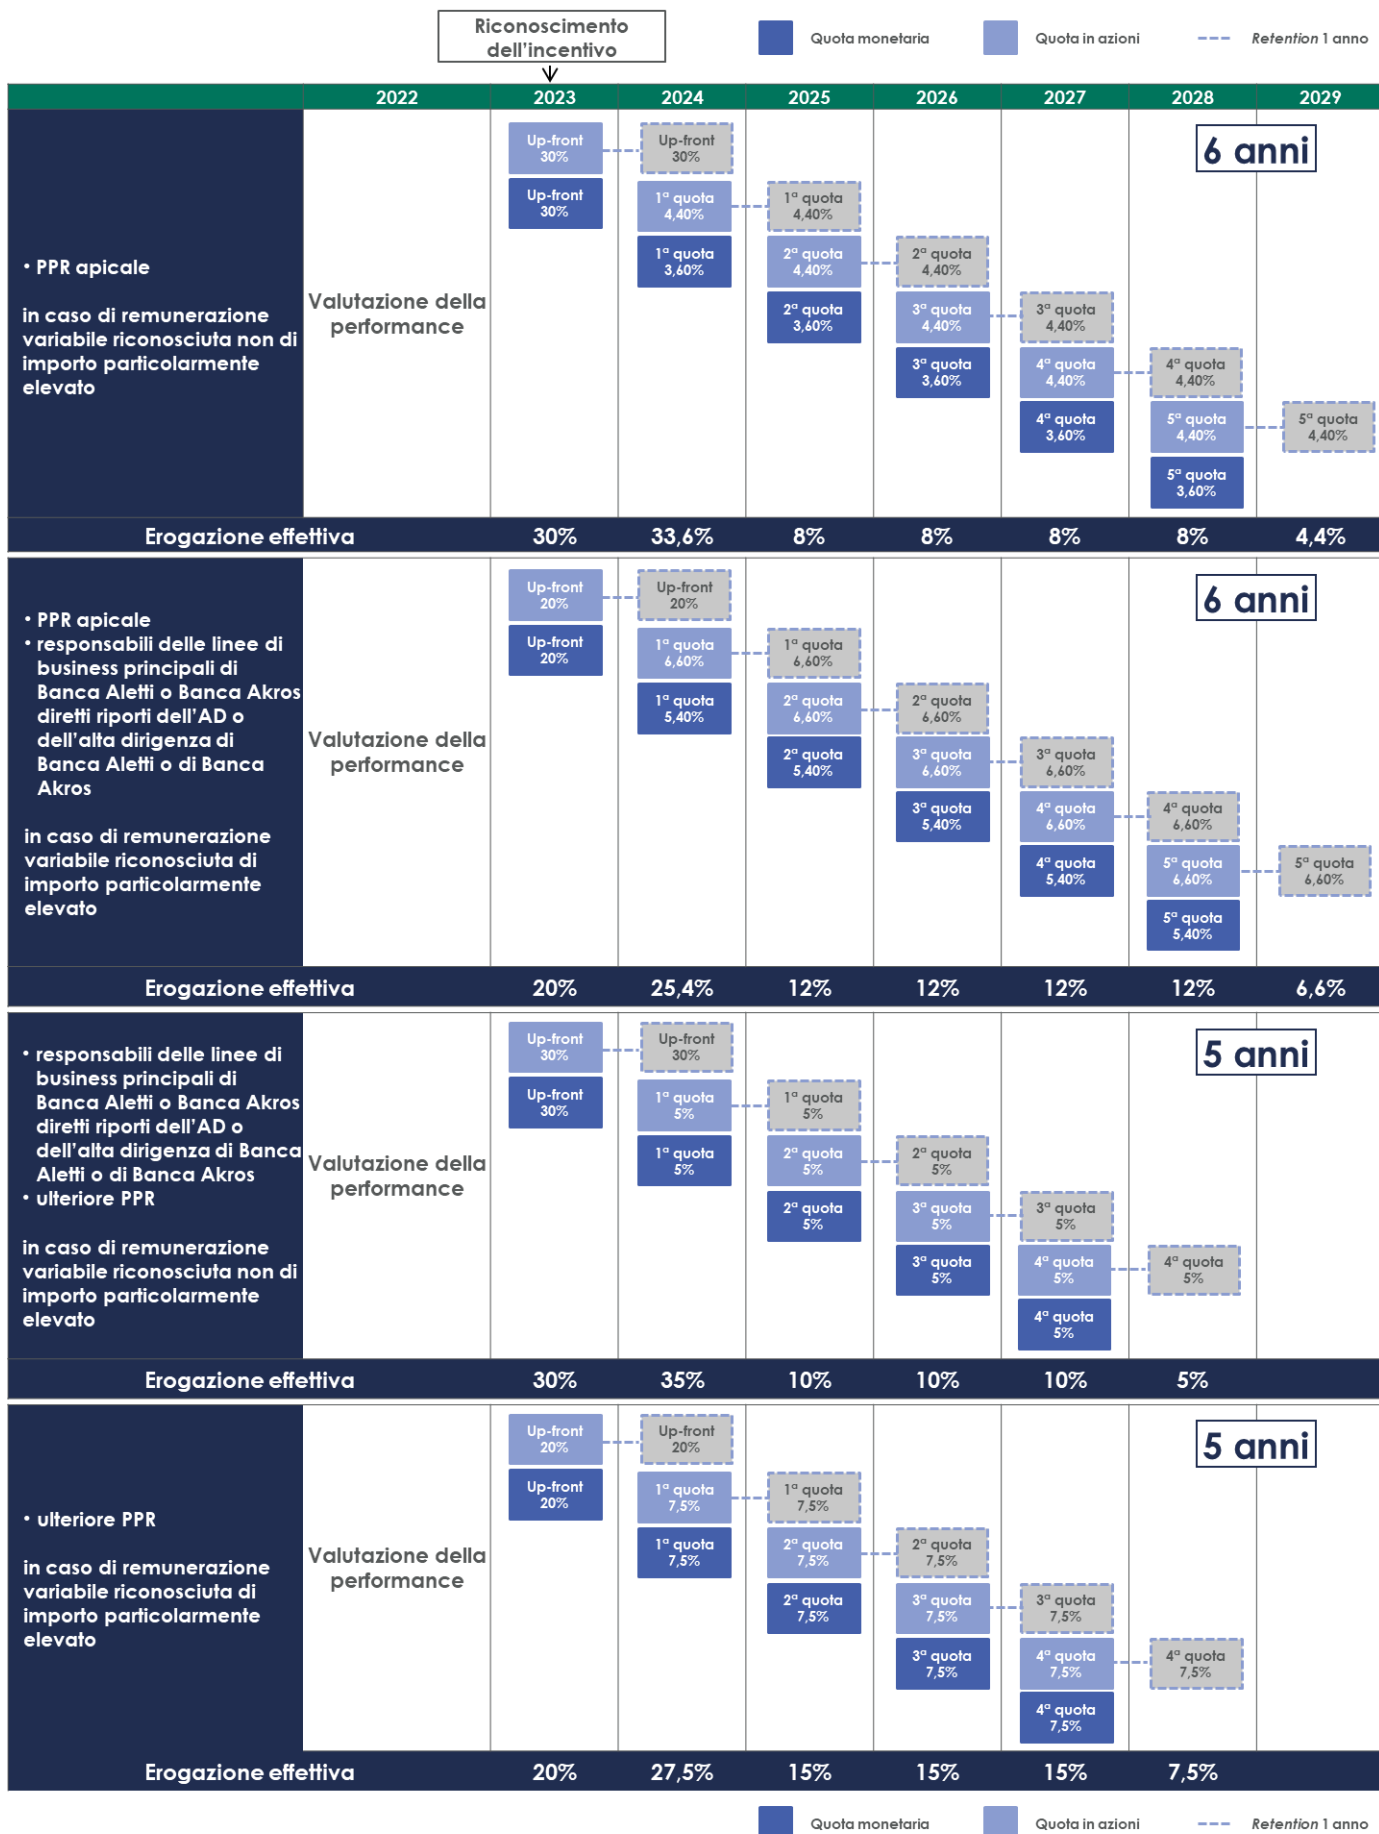 Riconoscimento
dell'incentivo
Quota monetaria
Quota in azioni
Retention 1 anno
2022 2023 2024 2025 2026 2027 2028 2029
• PPR apicale
in caso di remunerazione
variabile riconosciuta non di
importo particolarmente
elevato
Valutazione della
performance
6 anni
Up-front
30%
Up-front
30%
Up-front
30%
1ª quota
4,40%
1ª quota
4,40%
1ª quota
3,60%
2ª quota
4,40%
2ª quota
4,40%
2ª quota
3,60%
3ª quota
4,40%
3ª quota
4,40%
3ª quota
3,60%
4ª quota
4,40%
4ª quota
4,40%
4ª quota
3,60%
5ª quota
4,40%
5ª quota
4,40%
5ª quota
3,60%
Erogazione effettiva 30% 33,6% 8% 8% 8% 8% 4,4%
• PPR apicale
• responsabili delle linee di
business principali di
Banca Aletti o Banca Akros
diretti riporti dell'AD o
dell'alta dirigenza di
Banca Aletti o di Banca
Akros
in caso di remunerazione
variabile riconosciuta di
importo particolarmente
elevato
Valutazione della
performance
6 anni
Up-front
20%
Up-front
20%
Up-front
20%
1ª quota
6,60%
1ª quota
6,60%
1ª quota
5,40%
2ª quota
6,60%
2ª quota
6,60%
2ª quota
5,40%
3ª quota
6,60%
3ª quota
6,60%
3ª quota
5,40%
4ª quota
6,60%
4ª quota
6,60%
4ª quota
5,40%
5ª quota
6,60%
5ª quota
6,60%
5ª quota
5,40%
Erogazione effettiva 20% 25,4% 12% 12% 12% 12% 6,6%
• responsabili delle linee di
business principali di
Banca Aletti o Banca Akros
diretti riporti dell'AD o
dell'alta dirigenza di Banca
Aletti o di Banca Akros
• ulteriore PPR
in caso di remunerazione
variabile riconosciuta non di
importo particolarmente
elevato
Valutazione della
performance
5 anni
Up-front
30%
Up-front
30%
Up-front
30%
1ª quota
5%
1ª quota
5%
1ª quota
5%
2ª quota
5%
2ª quota
5%
2ª quota
5%
3ª quota
5%
3ª quota
5%
3ª quota
5%
4ª quota
5%
4ª quota
5%
4ª quota
5%
Erogazione effettiva 30% 35% 10% 10% 10% 5%
• ulteriore PPR
in caso di remunerazione
variabile riconosciuta di
importo particolarmente
elevato
Valutazione della
performance
5 anni
Up-front
20%
Up-front
20%
Up-front
20%
1ª quota
7,5%
1ª quota
7,5%
1ª quota
7,5%
2ª quota
7,5%
2ª quota
7,5%
2ª quota
7,5%
3ª quota
7,5%
3ª quota
7,5%
3ª quota
7,5%
4ª quota
7,5%
4ª quota
7,5%
4ª quota
7,5%
Erogazione effettiva 20% 27,5% 15% 15% 15% 7,5%
Quota monetaria
Quota in azioni
Retention 1 anno